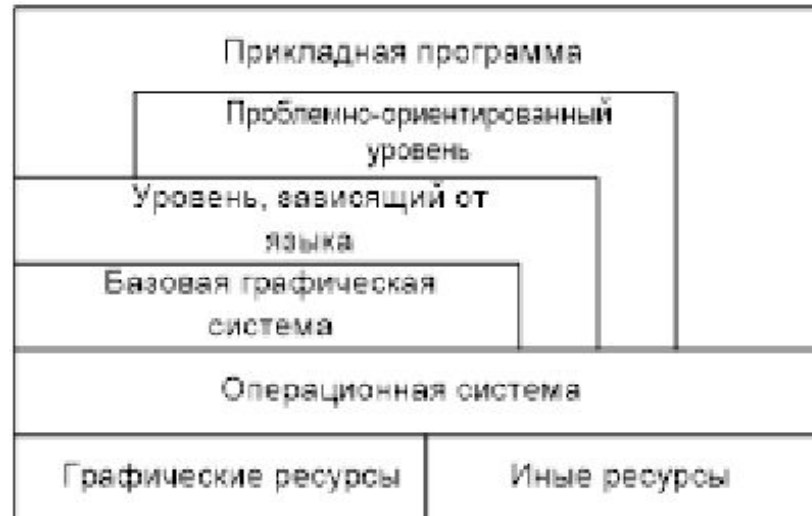 Прикладная программа
Проблемно-ориентированный
уровень
Уровень, зависящий от
языка
Базовая графическая
система
Операционная система
Графические ресурсы
Иные ресурсы